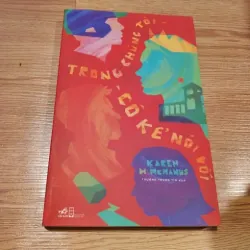 TRONG CHÚNG TÔI
CÓ KẺ NÓI DỐI
KAREN
M. McMANUS